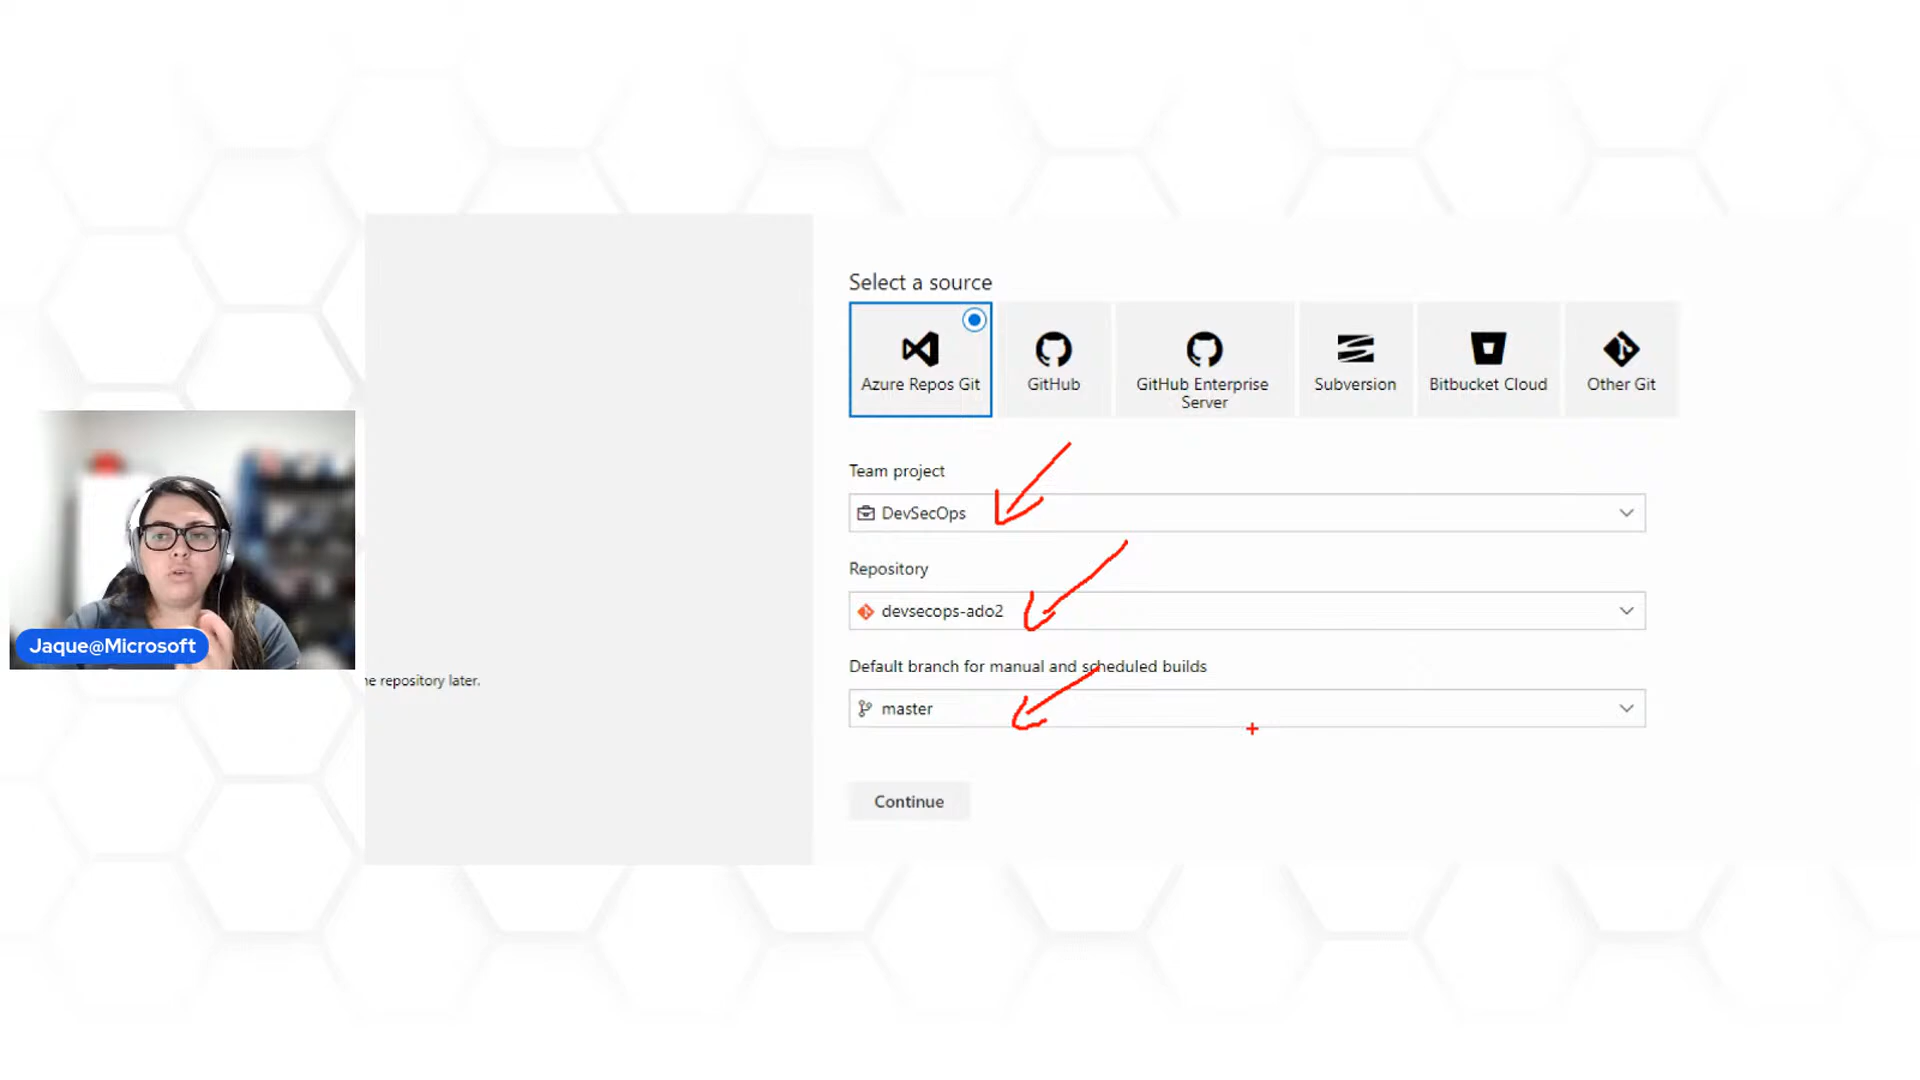 Select a source
Azure Repos Git
GitHub
GitHub Enterprise
Server
Subversion
Bitbucket Cloud
Other Git
Team project
DevSecOps
Repository
devsecops-ado2
Default branch for manual and scheduled builds
master
Continue
Jaque@Microsoft
he repository later.